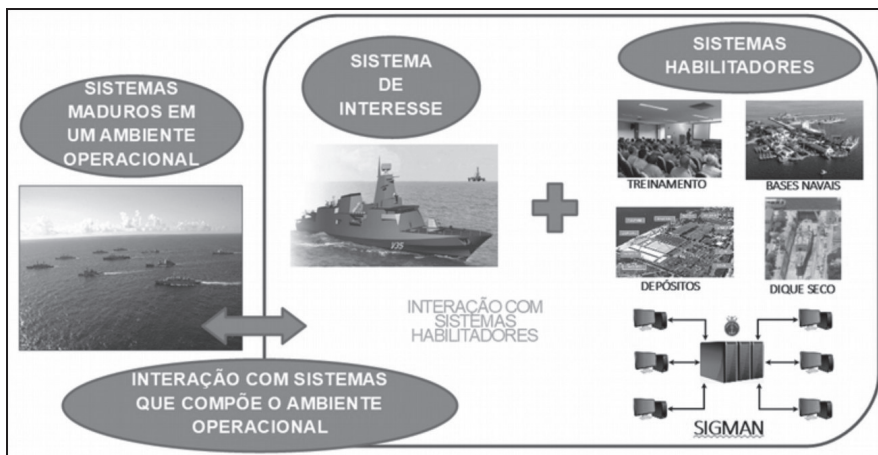 SISTEMAS
MADUROS EM
UM AMBIENTE
OPERACIONAL
SISTEMA
DE
INTERESSE
SISTEMAS
HABILITADORES
TREINAMENTO
BASES NAVAIS
V35
DEPÓSITOS
DIQUE SECO
INTERAÇÃO COM
SISTEMAS
HABILITADORES
INTERAÇÃO COM SISTEMAS
QUE COMPÕE O AMBIENTE
OPERACIONAL
SIGMAN